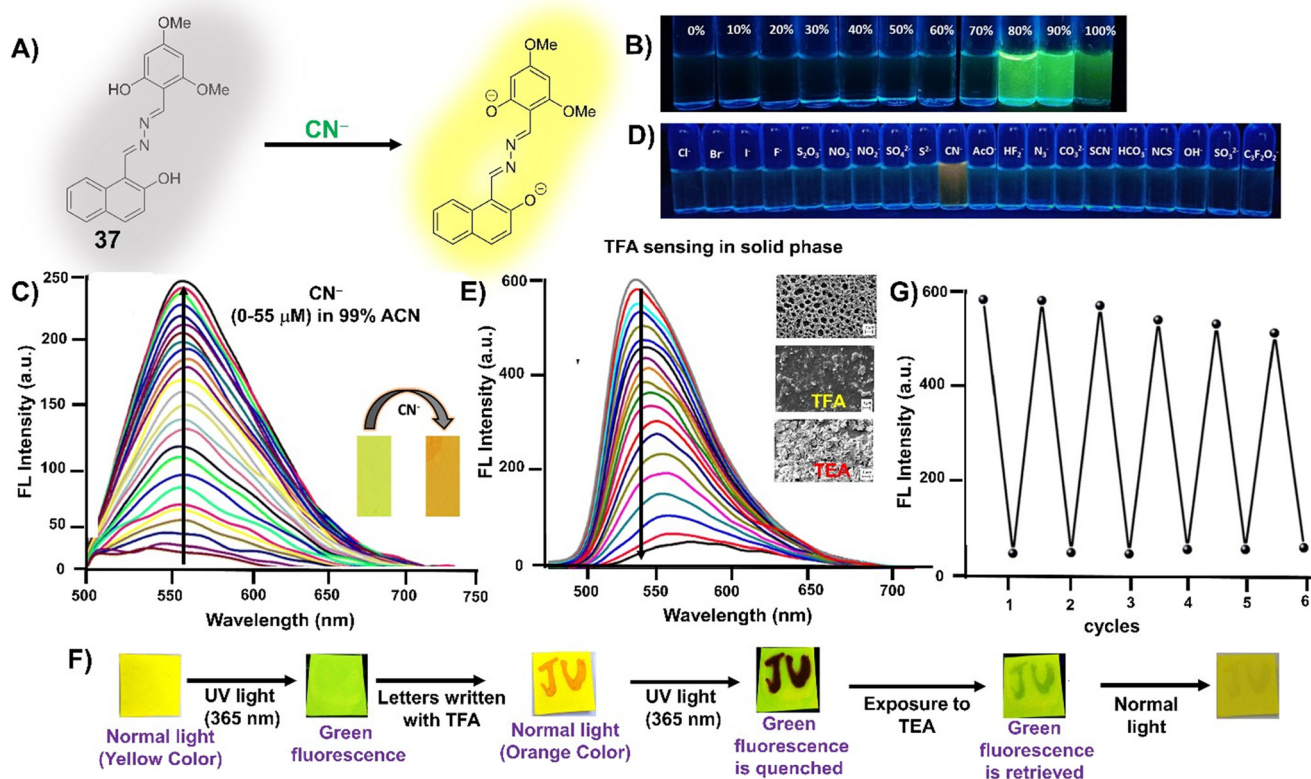 A)
OMe
HO
OMe
N
N
OH
37
CN⁻
OMe
⊖
O
OMe
N
N
O
⊖
B)
0% 10% 20% 30% 40% 50% 60% 70% 80% 90% 100%
D)
Cl⁻ Br⁻ I⁻ F⁻ S₂O₃⁻ NO₃⁻ NO₂⁻ SO₄²⁻ S²⁻ CN⁻ AcO⁻ HF₂⁻ N₃⁻ CO₃²⁻ SCN⁻ HCO₃⁻ NCS⁻ OH⁻ SO₃²⁻ C₃F₂O₂⁻
C)
CN⁻
(0-55 μM) in 99% ACN
CN⁻
FL Intensity (a.u.)
250
200
150
100
50
0
500 550 600 650 700 750
Wavelength (nm)
TFA sensing in solid phase
E)
TFA
TEA
FL Intensity (a.u.)
600
400
200
0
500 550 600 650 700
Wavelength (nm)
G)
FL Intensity (a.u.)
600
400
200
0
1 2 3 4 5 6
cycles
F)
Normal light
(Yellow Color)
UV light
(365 nm)
Green
fluorescence
Letters written
with TFA
JU
Normal light
(Orange Color)
UV light
(365 nm)
JU
Green
fluorescence
is quenched
Exposure to
TEA
JU
Green
fluorescence
is retrieved
Normal
light
JU